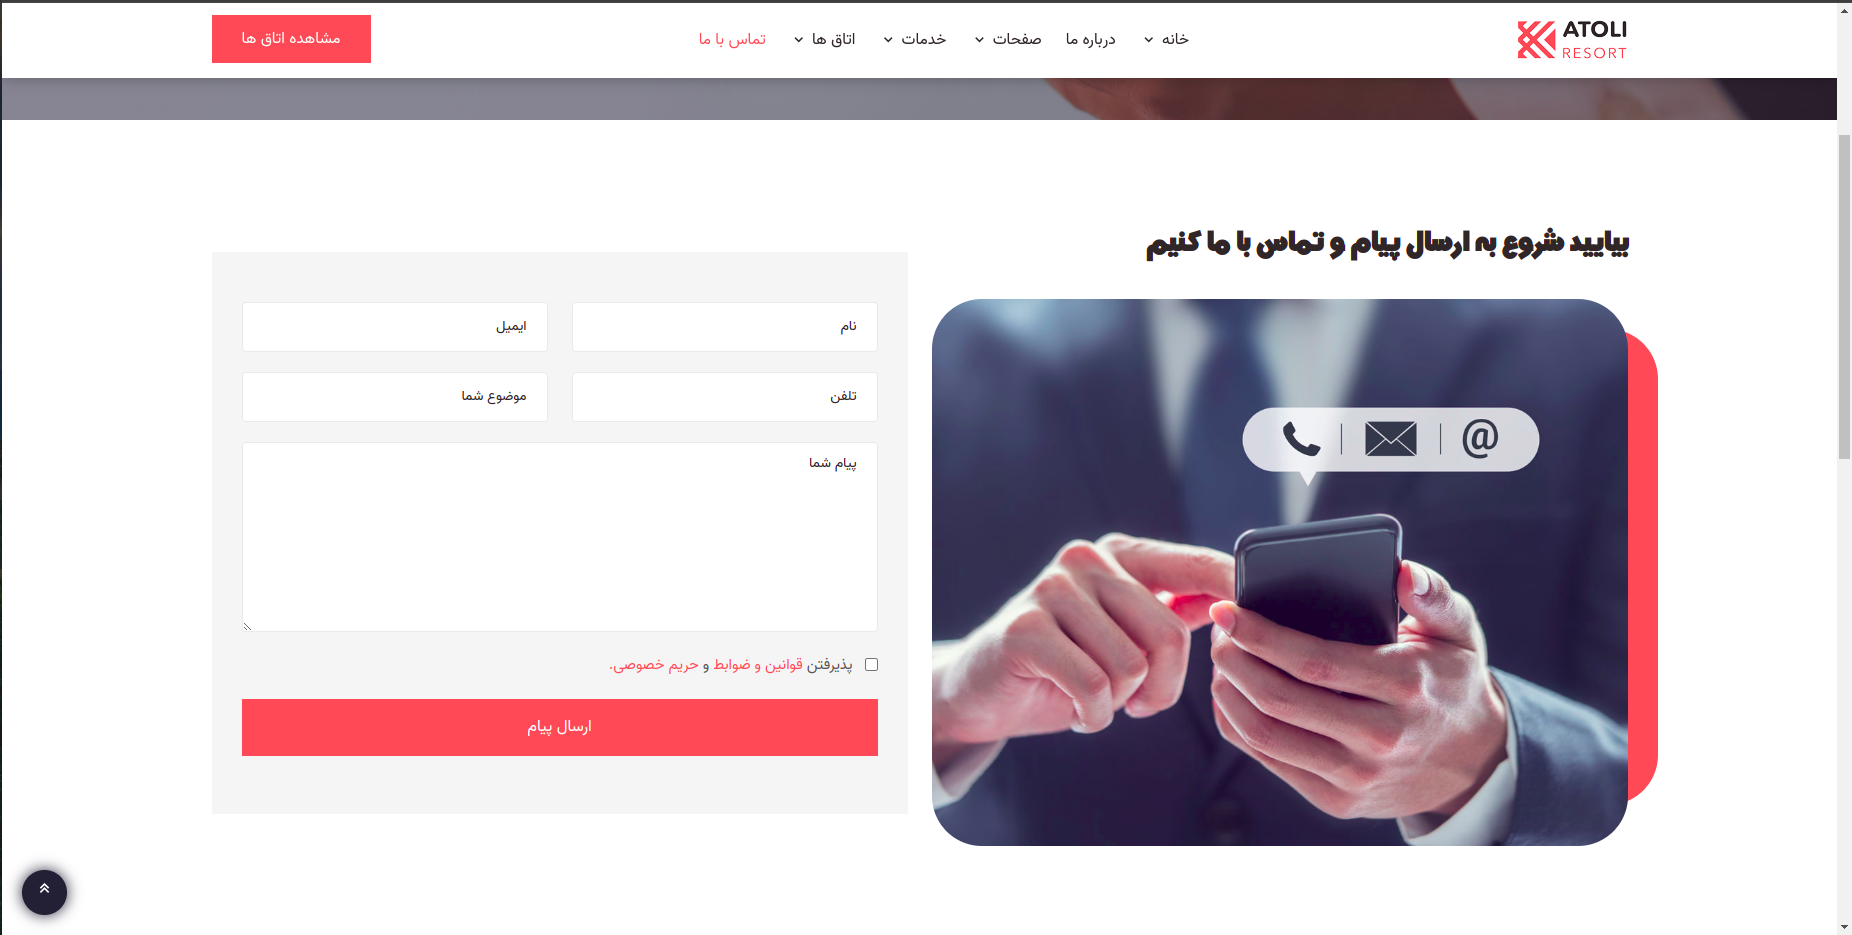 ATOLI
RESORT
خانه
درباره ما
صفحات
خدمات
اتاق ها
تماس با ما
مشاهده اتاق ها
بیایید شروع به ارسال پیام و تماس با ما کنیم
@
نام
ایمیل
تلفن
موضوع شما
پیام شما
پذیرفتن قوانین و ضوابط و حریم خصوصی.
ارسال پیام